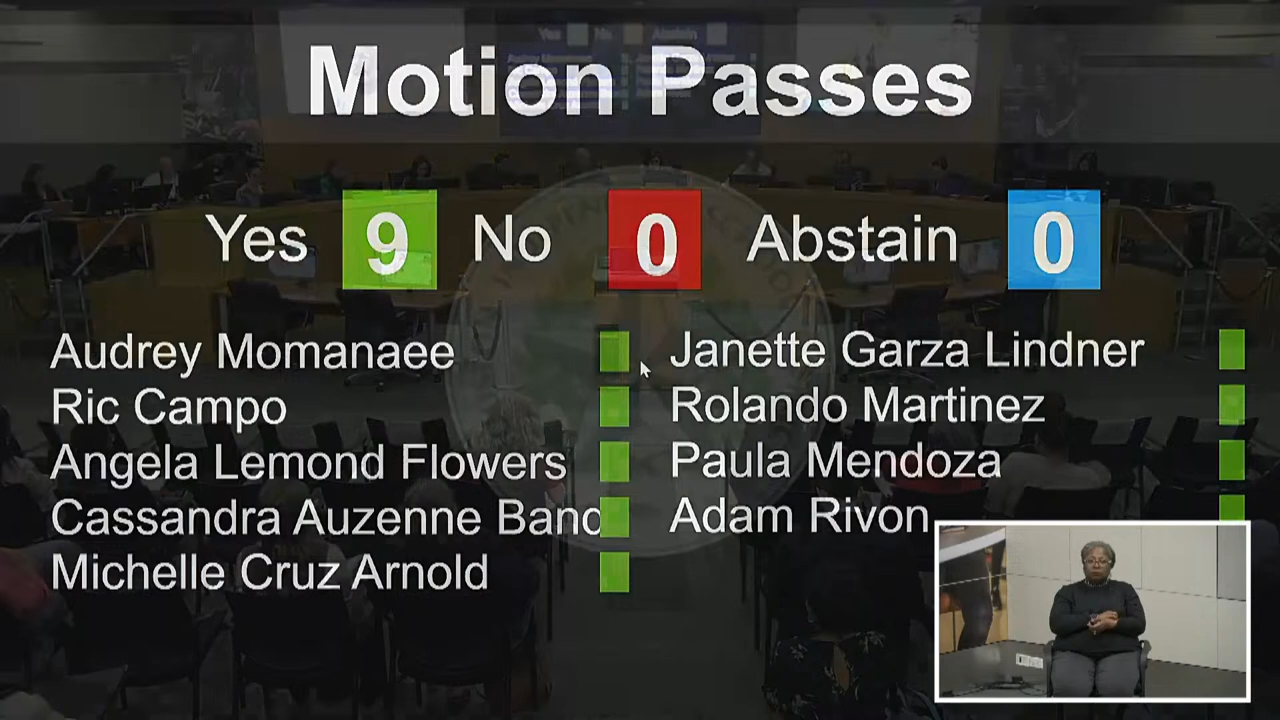 Motion Passes
Yes 9 No 0 Abstain 0
Audrey Momanaee
Ric Campo
Angela Lemond Flowers
Cassandra Auzenne Band
Michelle Cruz Arnold
Janette Garza Lindner
Rolando Martinez
Paula Mendoza
Adam Rivon